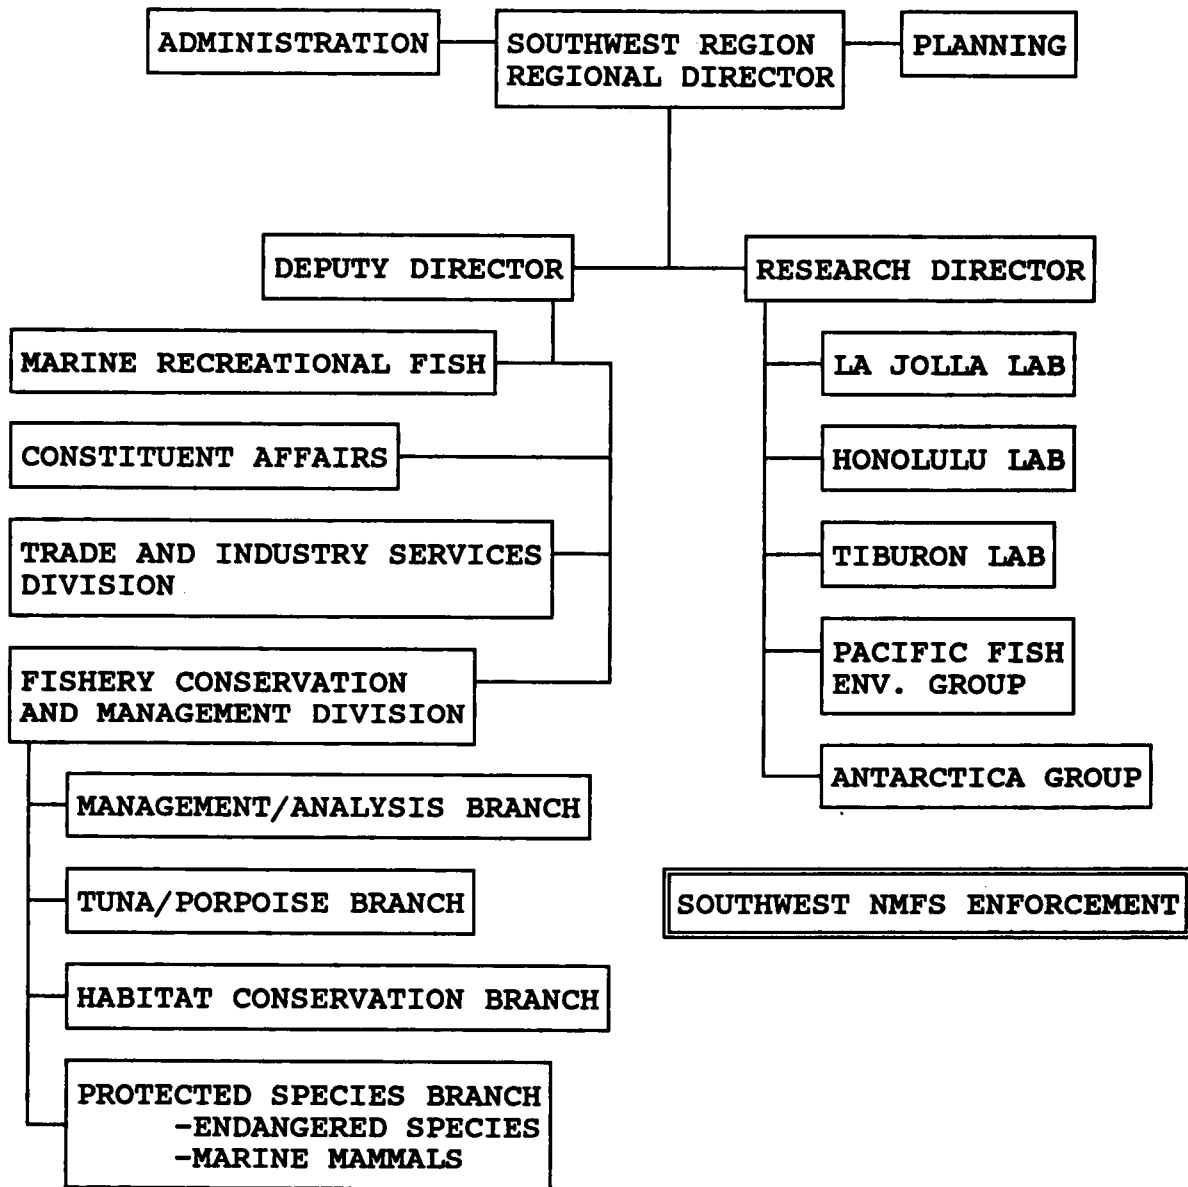 ADMINISTRATION
SOUTHWEST REGION
REGIONAL DIRECTOR
PLANNING
DEPUTY DIRECTOR
RESEARCH DIRECTOR
MARINE RECREATIONAL FISH
CONSTITUENT AFFAIRS
TRADE AND INDUSTRY SERVICES
DIVISION
FISHERY CONSERVATION
AND MANAGEMENT DIVISION
MANAGEMENT/ANALYSIS BRANCH
TUNA/PORPOISE BRANCH
HABITAT CONSERVATION BRANCH
PROTECTED SPECIES BRANCH
-ENDANGERED SPECIES
-MARINE MAMMALS
LA JOLLA LAB
HONOLULU LAB
TIBURON LAB
PACIFIC FISH
ENV. GROUP
ANTARCTICA GROUP
SOUTHWEST NMFS ENFORCEMENT